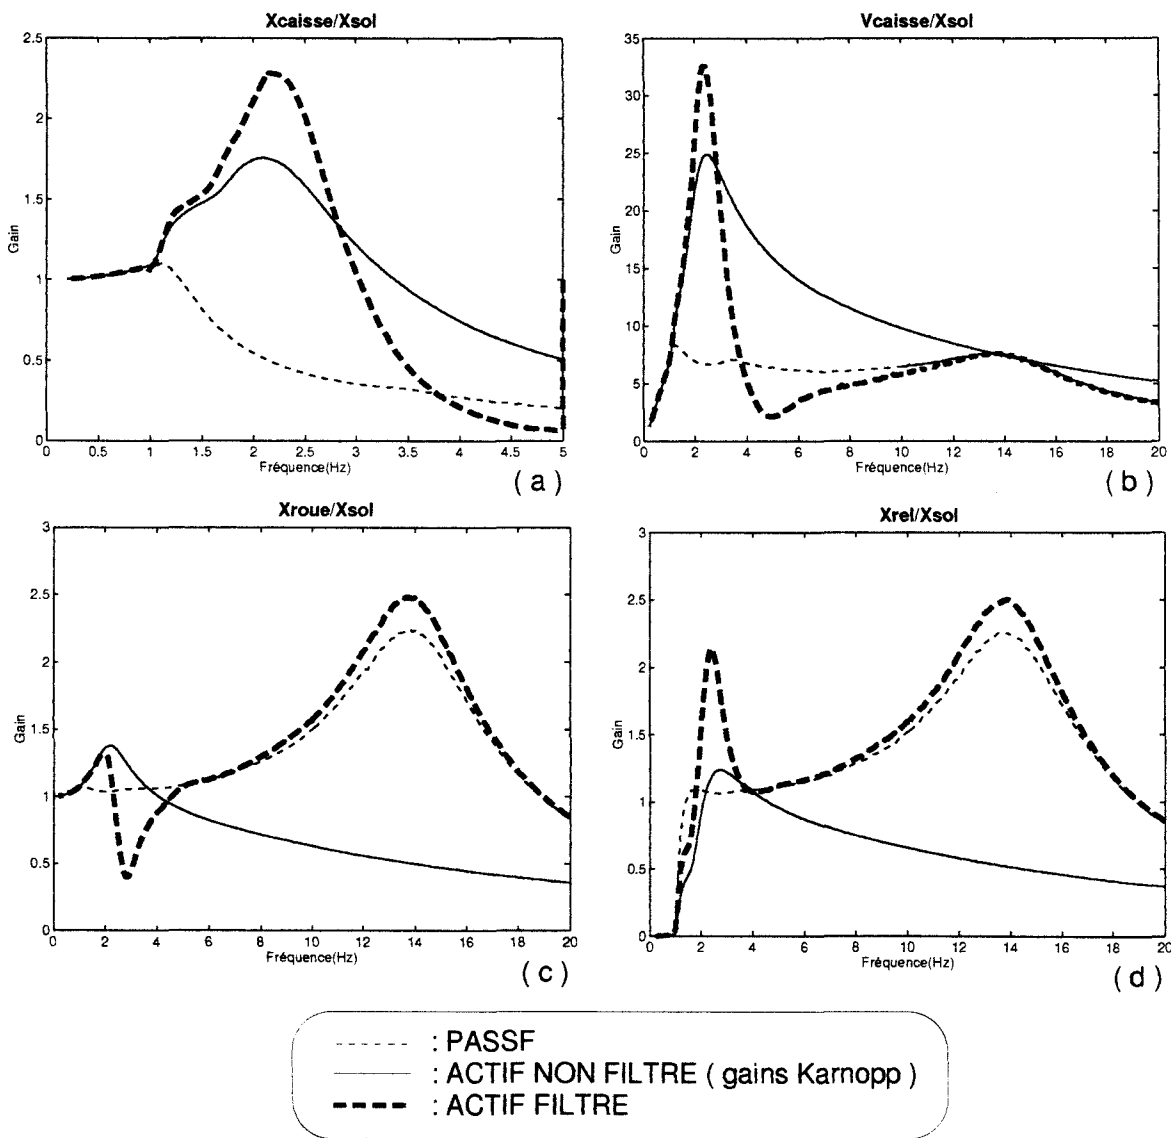 Xcaisse/Xsol
2.5
2
1.5
1
0.5
0
Gain
0 0.5 1 1.5 2 2.5 3 3.5 4 4.5 5
Fréquence(Hz)
( a )
Vcaisse/Xsol
35
30
25
20
15
10
5
0
Gain
0 2 4 6 8 10 12 14 16 18 20
Fréquence(Hz)
( b )
Xroue/Xsol
3
2.5
2
1.5
1
0.5
0
Gain
0 2 4 6 8 10 12 14 16 18 20
Fréquence(Hz)
( c )
Xrel/Xsol
3
2.5
2
1.5
1
0.5
0
Gain
0 2 4 6 8 10 12 14 16 18 20
Fréquence(Hz)
( d )
: PASSF
: ACTIF NON FILTRE ( gains Karnopp )
: ACTIF FILTRE